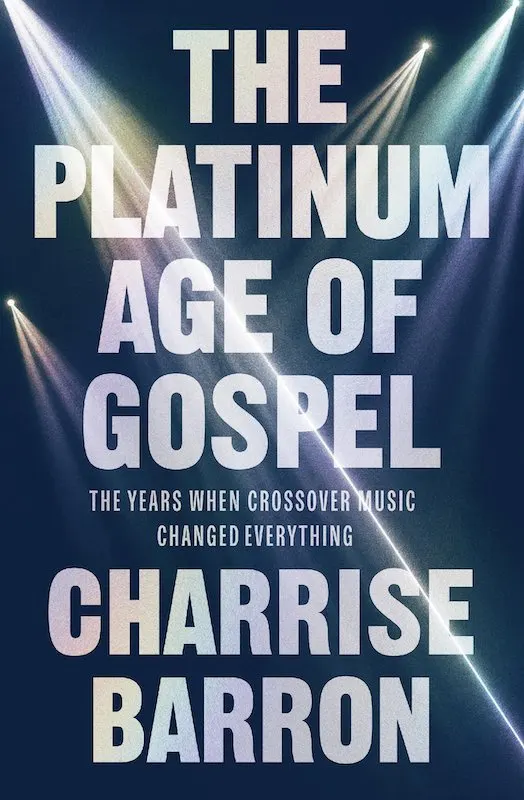 THE
PLATINUM
AGE OF
GOSPEL
THE YEARS WHEN CROSSOVER MUSIC
CHANGED EVERYTHING
CHARRISE
BARRON